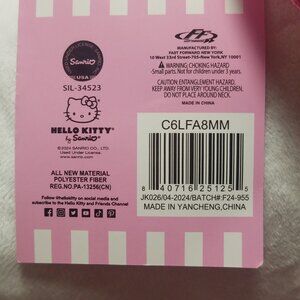 Sanrio
USA
SIL-34523
HELLO KITTY
by Sanrio
©2024 SANRIO CO., LTD.
Used Under License.
www.sanrio.com
ALL NEW MATERIAL
POLYESTER FIBER
REG.NO.PA-13256(CN)
Follow #hellokitty on social media and
subscribe to the Hello Kitty and Friends Channel
FF
MANUFACTURED BY:
FAST FORWARD NEW YORK
10 West 33rd Street-705-New York, NY 10001
WARNING: CHOKING HAZARD
-Small parts. Not for children under 3 years.
CAUTION: ENTANGLEMENT HAZARD.
KEEP AWAY FROM VERY YOUNG CHILDREN.
DO NOT PLACE AROUND NECK.
MADE IN CHINA
C6LFA8MM
8 40716 25125 5
JK026/04-2024/BATCH#:F24-955
MADE IN YANCHENG,CHINA